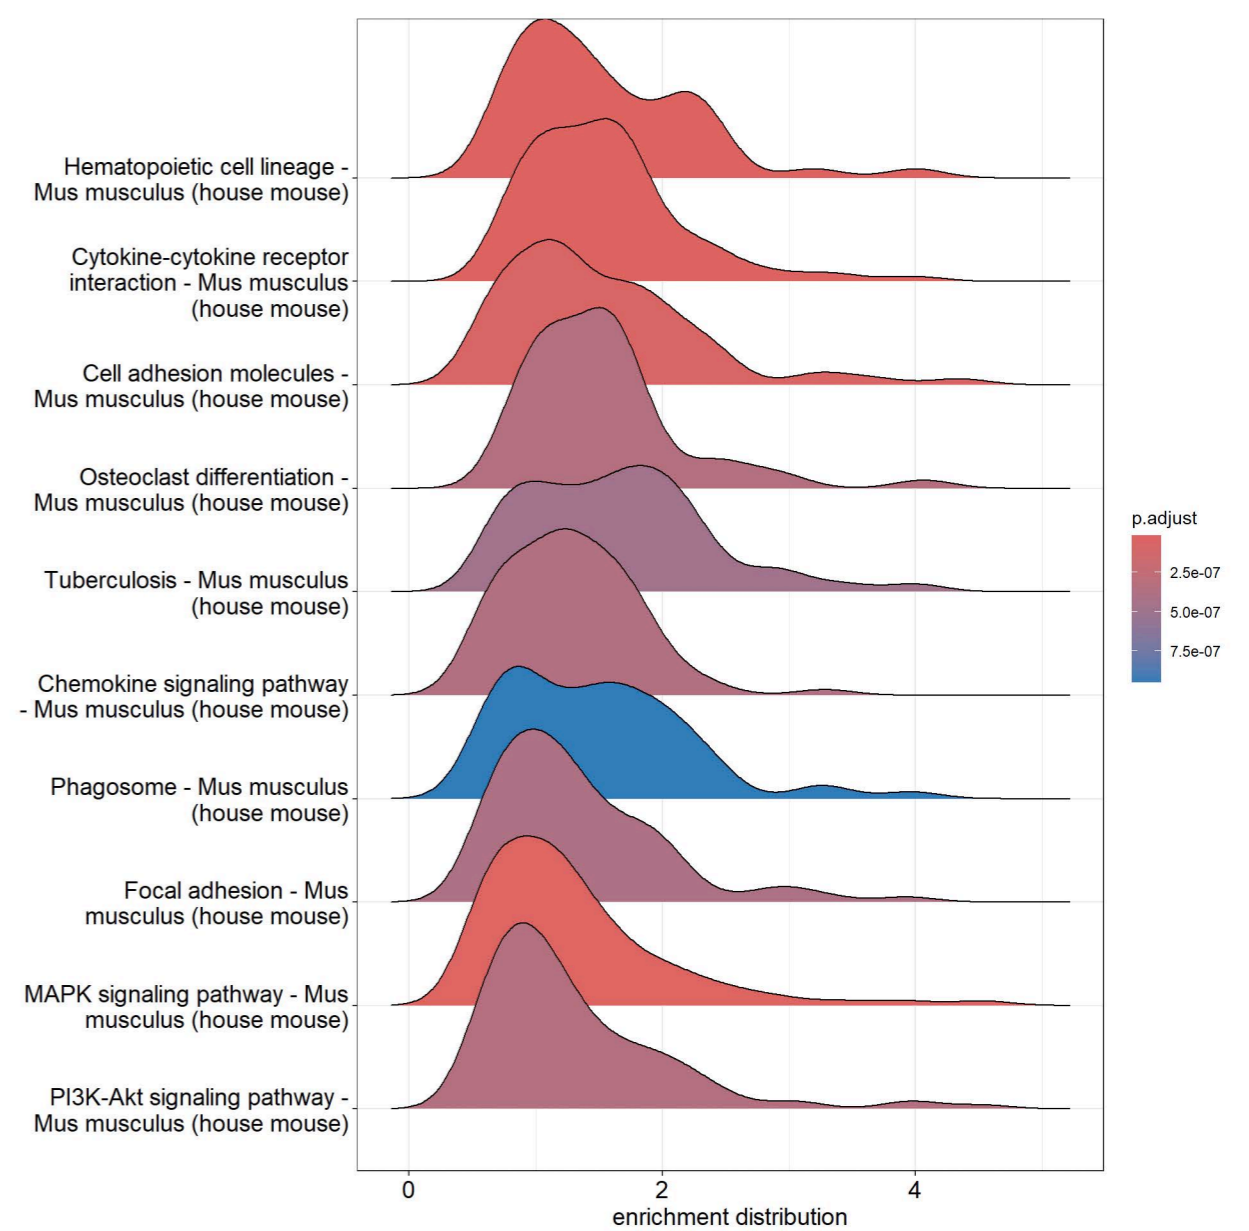 Hematopoietic cell lineage -
Mus musculus (house mouse)
Cytokine-cytokine receptor
interaction - Mus musculus
(house mouse)
Cell adhesion molecules -
Mus musculus (house mouse)
Osteoclast differentiation -
Mus musculus (house mouse)
Tuberculosis - Mus musculus
(house mouse)
Chemokine signaling pathway
- Mus musculus (house mouse)
Phagosome - Mus musculus
(house mouse)
Focal adhesion - Mus
musculus (house mouse)
MAPK signaling pathway - Mus
musculus (house mouse)
PI3K-Akt signaling pathway -
Mus musculus (house mouse)
0 2 4
enrichment distribution
p.adjust
2.5e-07
5.0e-07
7.5e-07